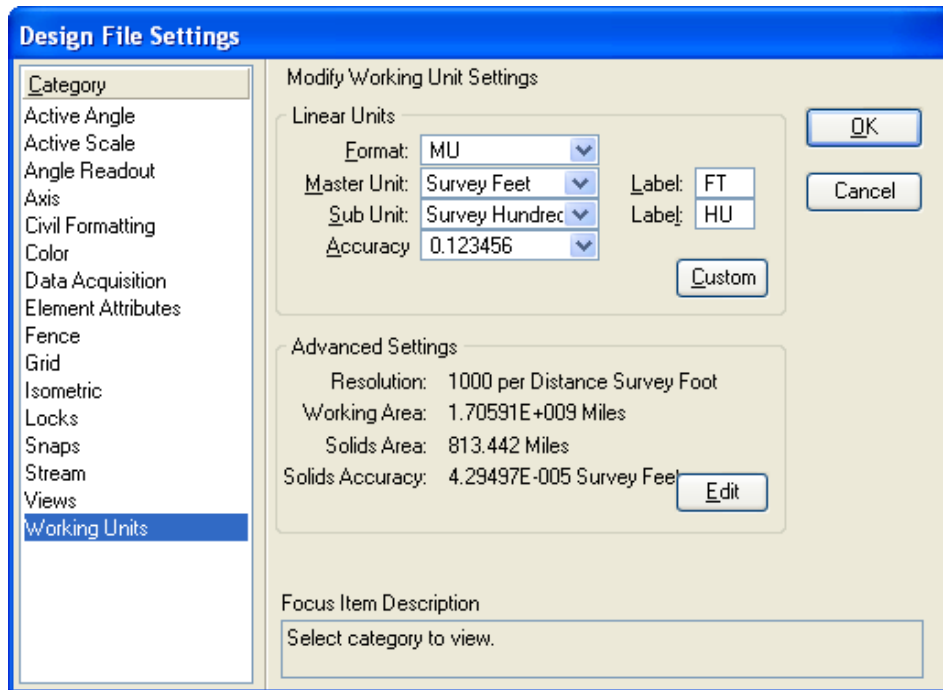 Design File Settings
Category
Active Angle
Active Scale
Angle Readout
Axis
Civil Formatting
Color
Data Acquisition
Element Attributes
Fence
Grid
Isometric
Locks
Snaps
Stream
Views
Working Units
Modify Working Unit Settings
Linear Units
Format: MU
Master Unit: Survey Feet Label: FT
Sub Unit: Survey Hundred Label: HU
Accuracy 0.123456
Custom
Advanced Settings
Resolution: 1000 per Distance Survey Foot
Working Area: 1.70591E+009 Miles
Solids Area: 813.442 Miles
Solids Accuracy: 4.29497E-005 Survey Feet
Edit
Focus Item Description
Select category to view.
OK
Cancel